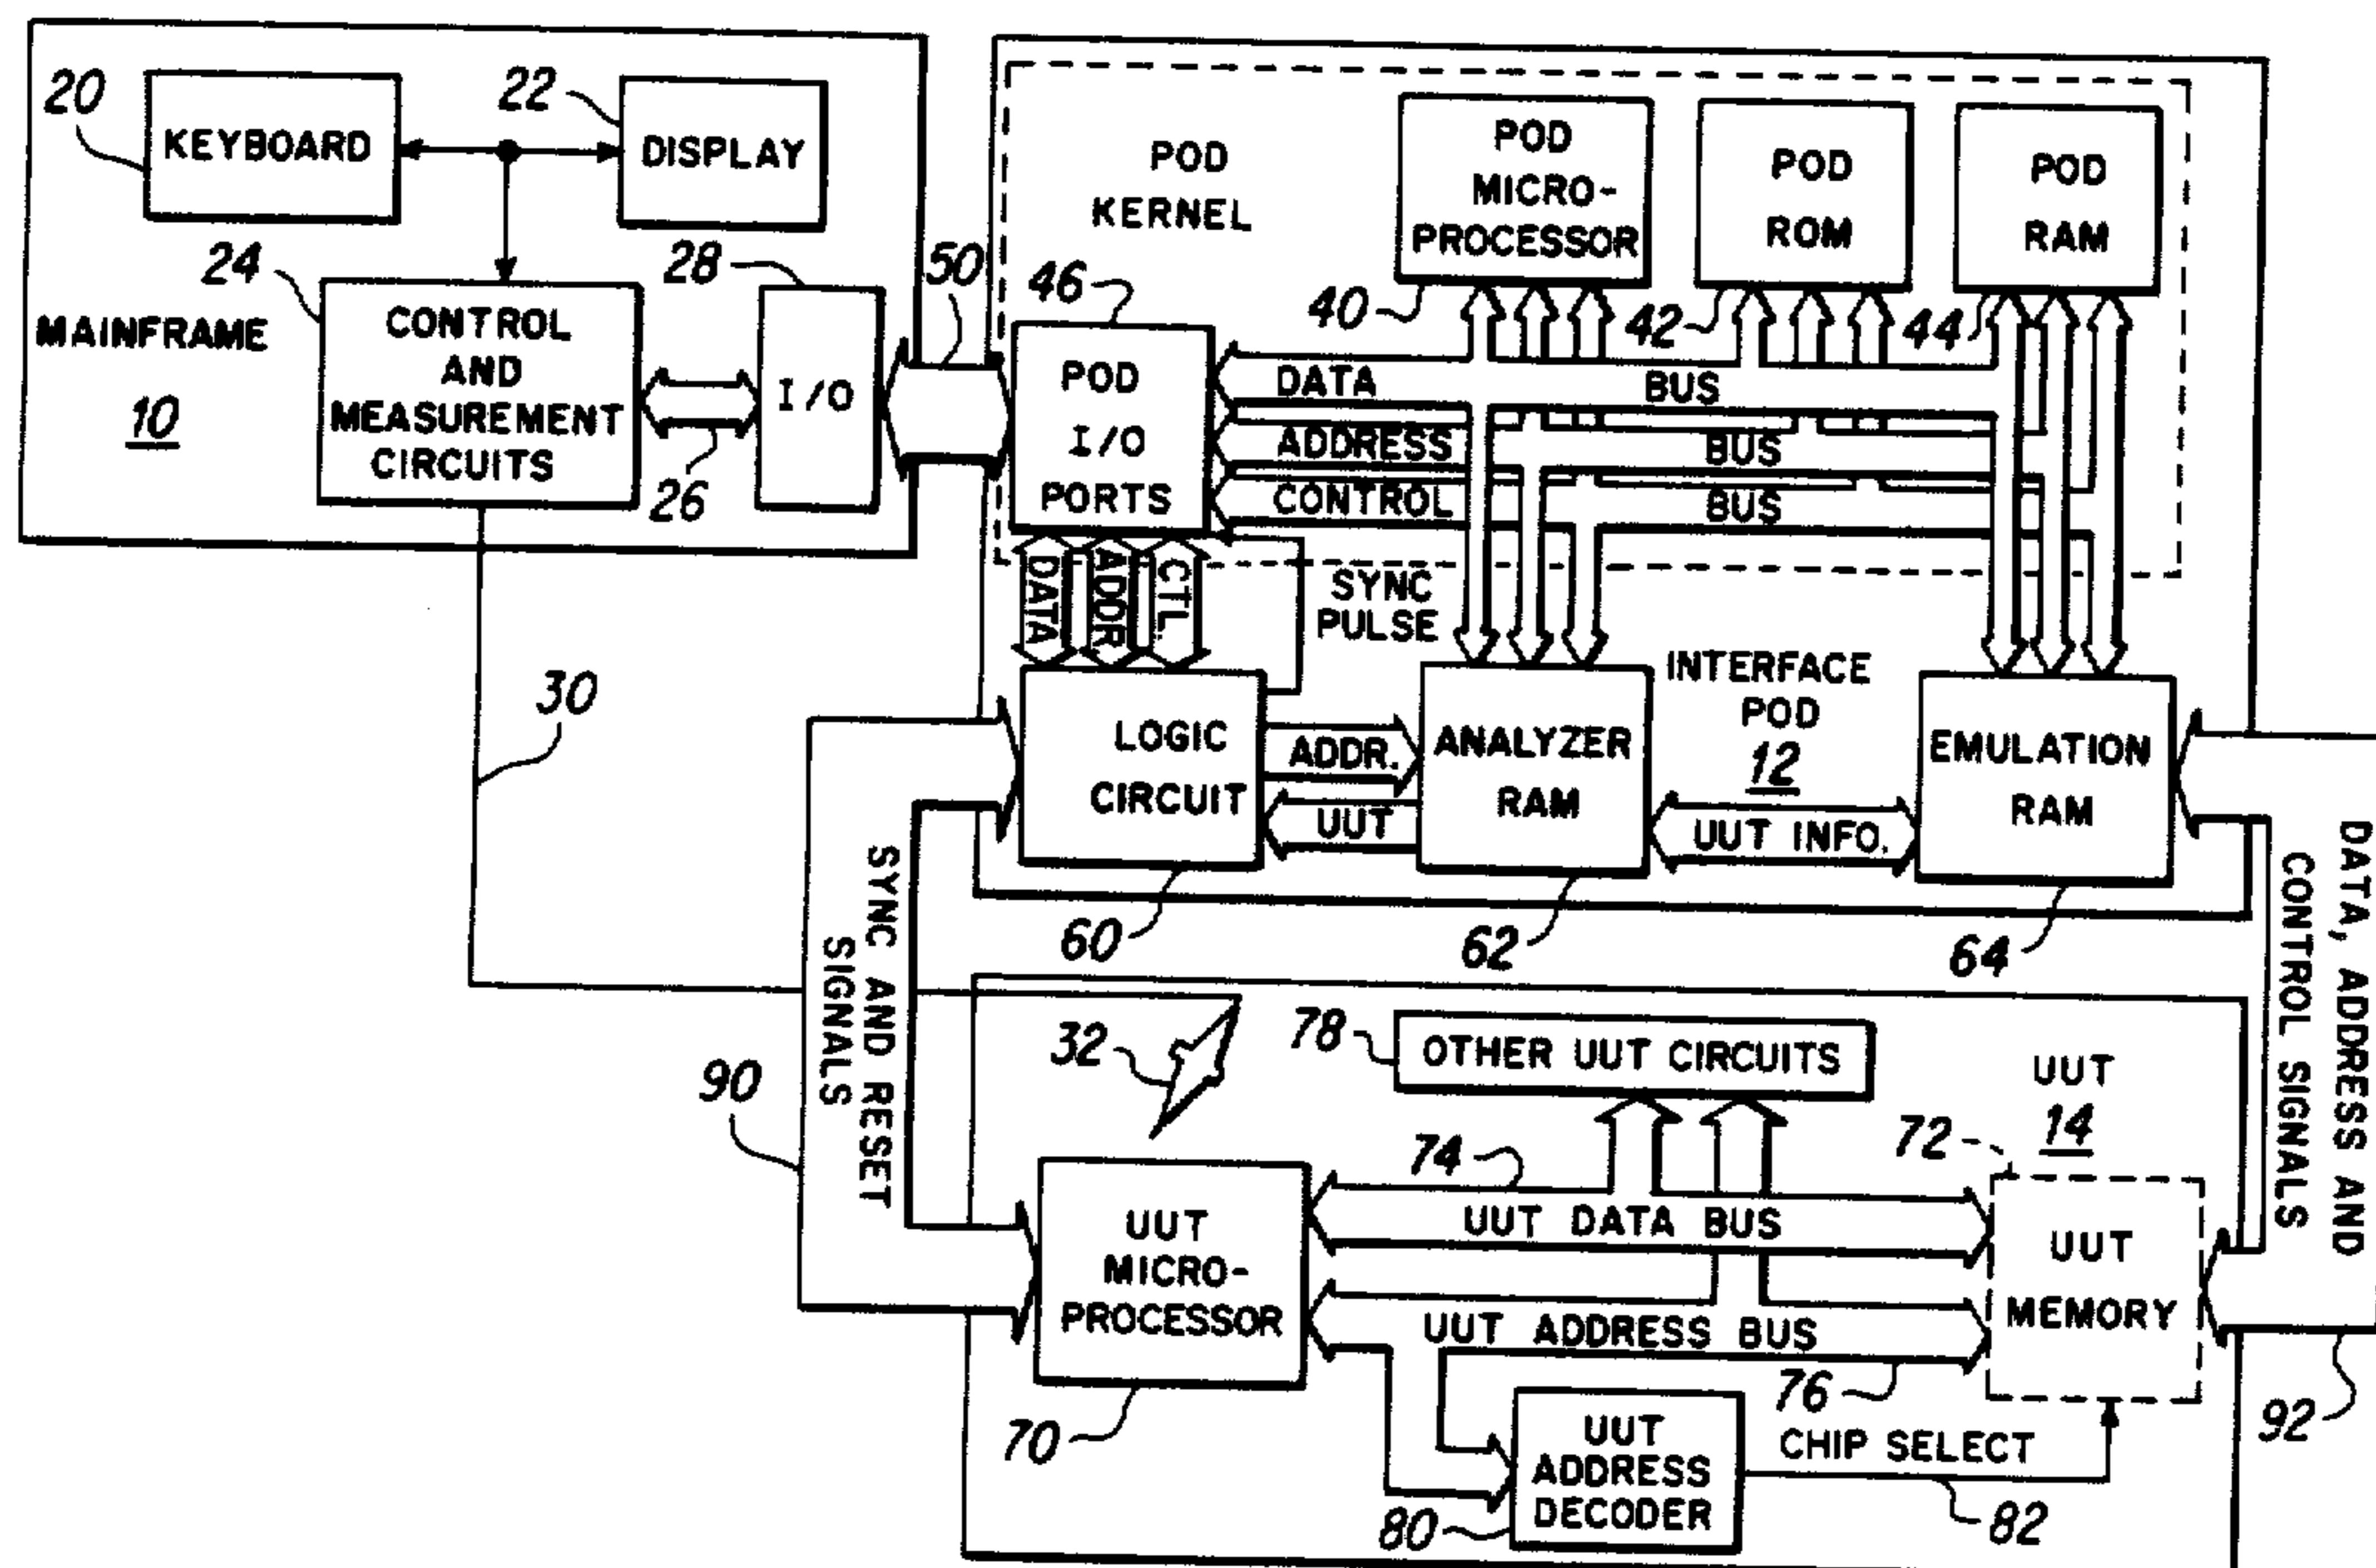 20
KEYBOARD
22
DISPLAY
24
CONTROL
AND
MEASUREMENT
CIRCUITS
MAINFRAME
10
26
28
I/O
50
30
POD
KERNEL
46
POD
I/O
PORTS
POD
MICRO-
PROCESSOR
40
POD
ROM
42
POD
RAM
44
DATA BUS
ADDRESS BUS
CONTROL BUS
DATA
ADDR
CTL.
SYNC
PULSE
INTERFACE
POD
12
LOGIC
CIRCUIT
60
ADDR.
UUT
ANALYZER
RAM
62
UUT INFO.
EMULATION
RAM
64
SYNC AND RESET
SIGNALS
90
DATA, ADDRESS AND
CONTROL SIGNALS
92
32
78
OTHER UUT CIRCUITS
UUT
14
72
74
UUT DATA BUS
UUT
MICRO-
PROCESSOR
70
UUT ADDRESS BUS
76
UUT
MEMORY
UUT
ADDRESS
DECODER
80
CHIP SELECT
82